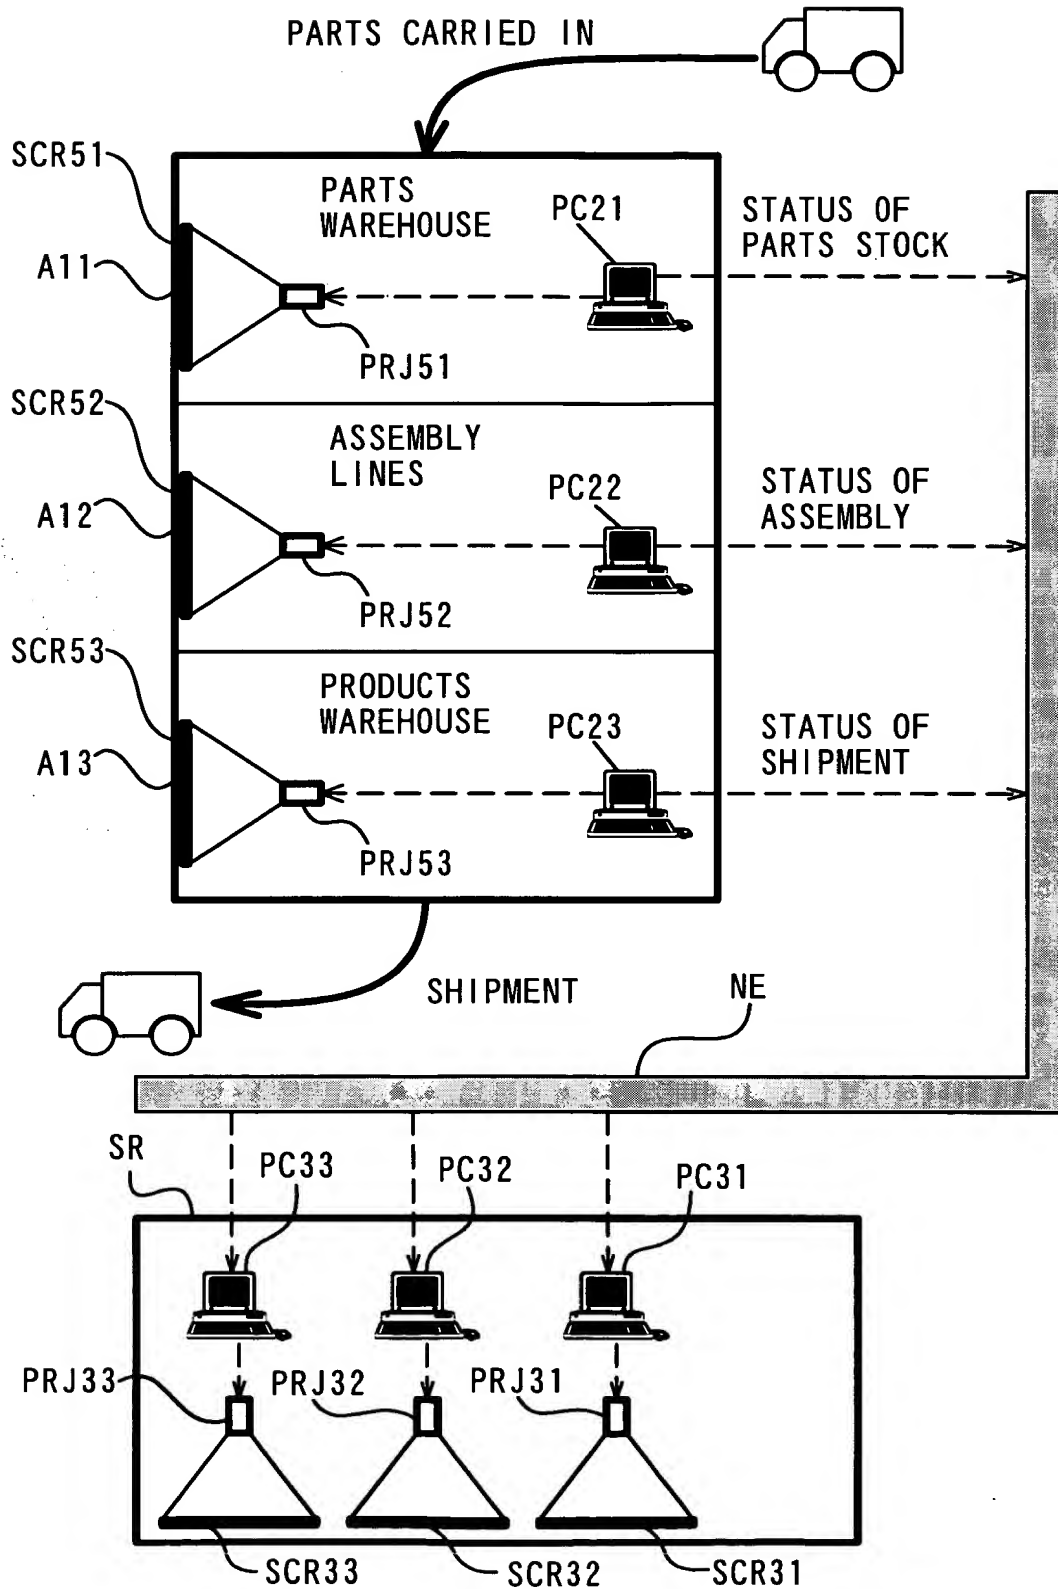 PARTS CARRIED IN
SCR51
PARTS
WAREHOUSE
PC21
STATUS OF
PARTS STOCK
A11
PRJ51
SCR52
ASSEMBLY
LINES
PC22
STATUS OF
ASSEMBLY
A12
PRJ52
SCR53
PRODUCTS
WAREHOUSE
PC23
STATUS OF
SHIPMENT
A13
PRJ53
SHIPMENT
NE
SR
PC33
PC32
PC31
PRJ33
PRJ32
PRJ31
SCR33
SCR32
SCR31